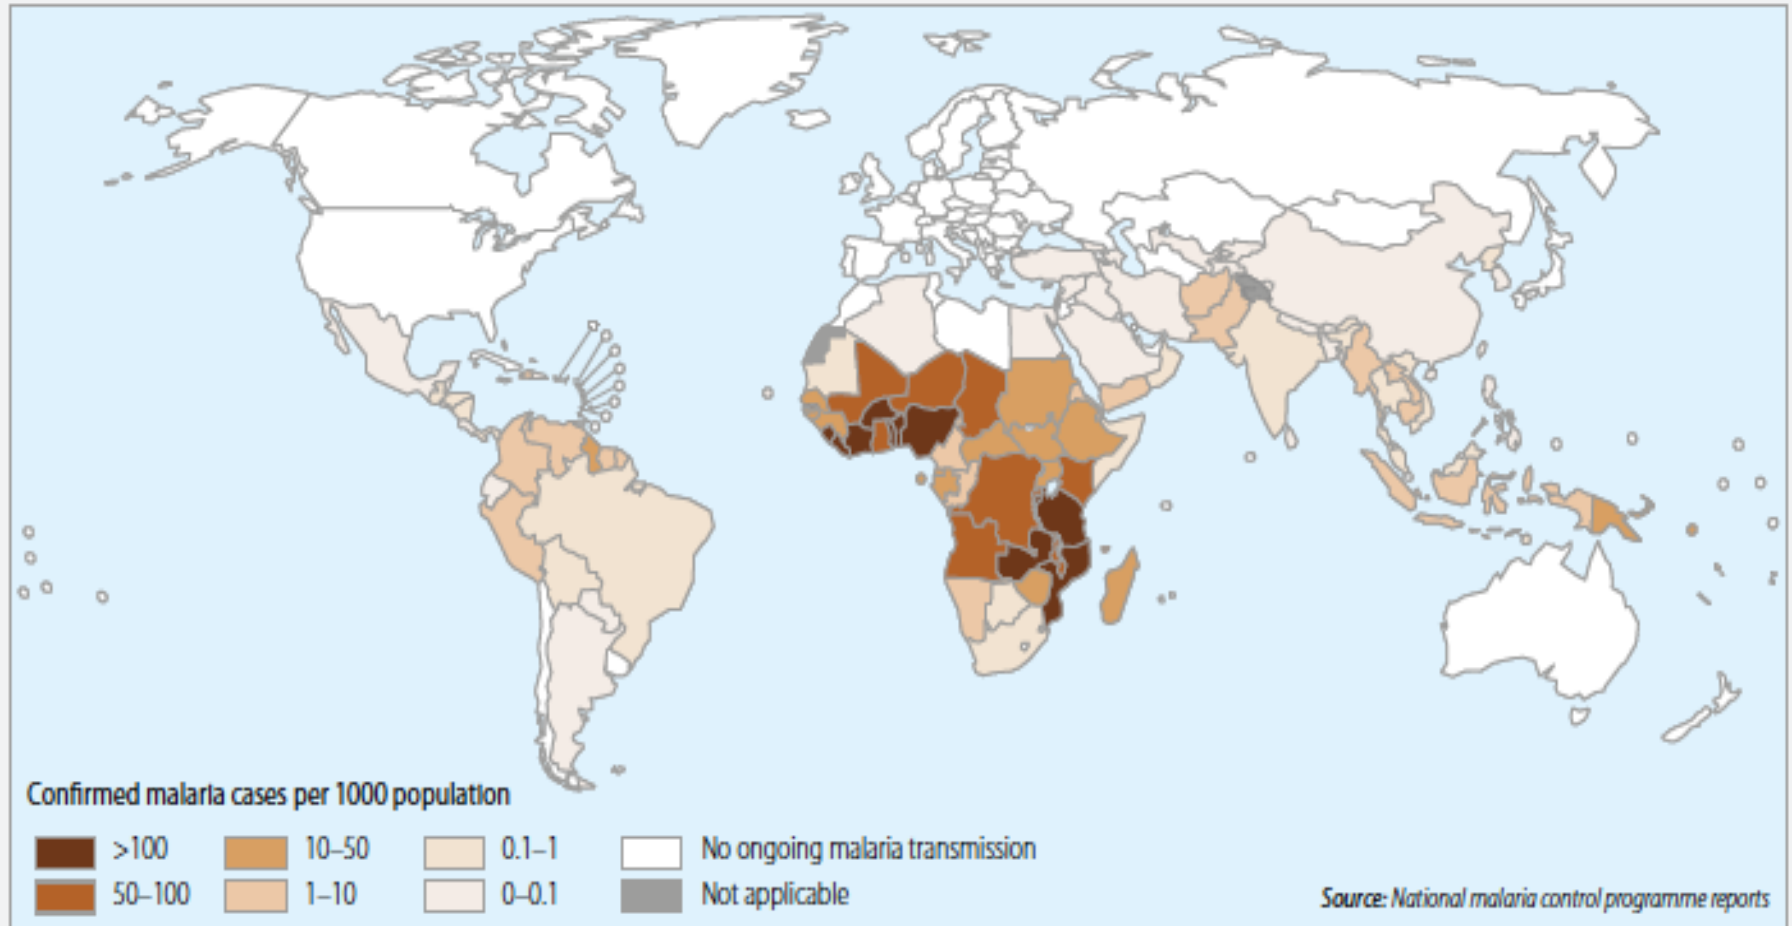 Confirmed malaria cases per 1000 population
>100
10–50
0.1–1
No ongoing malaria transmission
50–100
1–10
0–0.1
Not applicable
Source: National malaria control programme reports